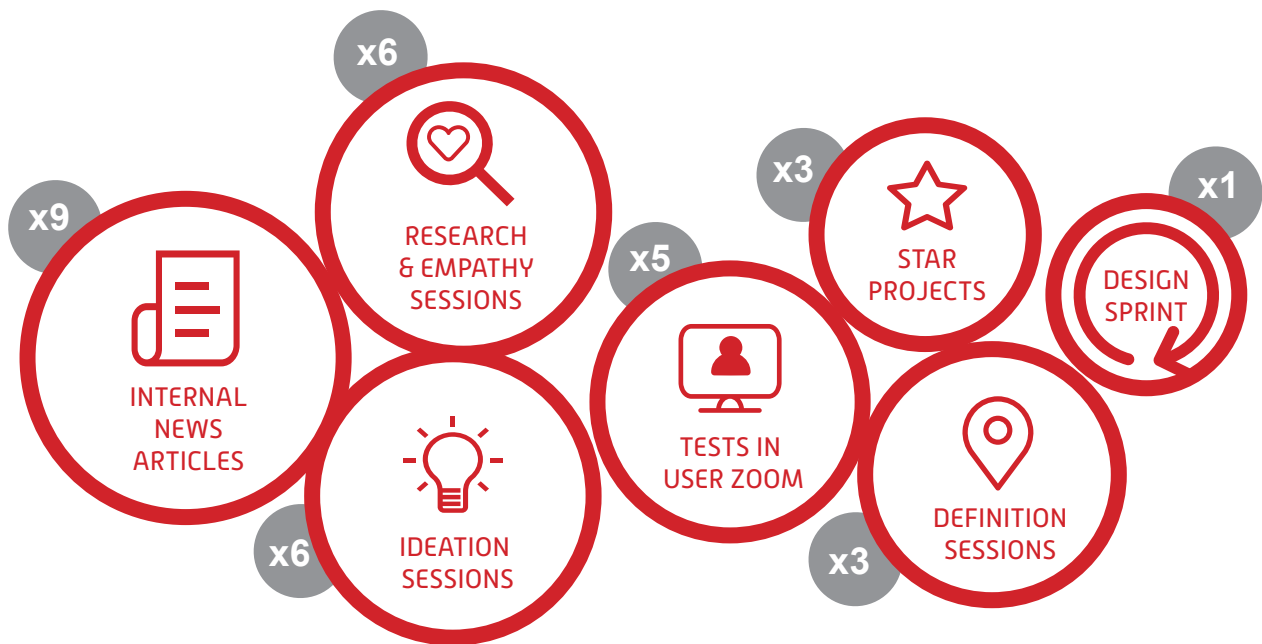 x9
INTERNAL
NEWS
ARTICLES
x6
RESEARCH
& EMPATHY
SESSIONS
x6
IDEATION
SESSIONS
x5
TESTS IN
USER ZOOM
x3
STAR
PROJECTS
x3
DEFINITION
SESSIONS
x1
DESIGN
SPRINT